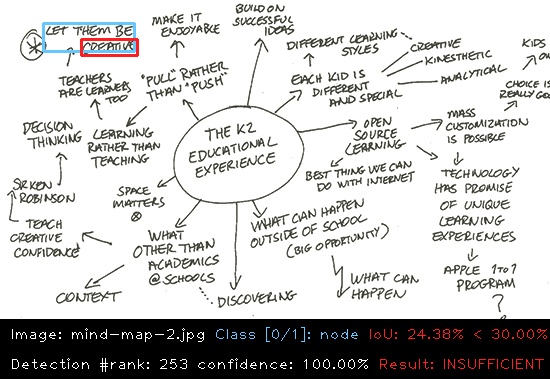 LET THEM BE
CREATIVE
MAKE IT
ENJOYABLE
BUILD ON
SUCCESSFUL
IDEAS
DIFFERENT LEARNING
STYLES
CREATIVE
KINESTHETIC
ANALYTICAL
KIDS
TEACHERS
ARE LEARNERS
TOO
"PULL" RATHER
THAN "PUSH"
EACH KID IS
DIFFERENT
AND SPECIAL
CHOICE IS
REALLY
DECISION
THINKING
LEARNING
RATHER THAN
TEACHING
THE K2
EDUCATIONAL
EXPERIENCE
OPEN
SOURCE
LEARNING
MASS
CUSTOMIZATION
IS POSSIBLE
SIR KEN
ROBINSON
SPACE
MATTERS
BEST THING WE CAN
DO WITH INTERNET
TECHNOLOGY
HAS PROMISE
OF UNIQUE
LEARNING
EXPERIENCES
TEACH
CREATIVE
CONFIDENCE
WHAT
OTHER THAN
ACADEMICS
@ SCHOOLS
WHAT CAN HAPPEN
OUTSIDE OF SCHOOL
(BIG OPPORTUNITY)
APPLE 1 TO 1
PROGRAM
?
CONTEXT
DISCOVERING
WHAT CAN
HAPPEN
Image: mind-map-2.jpg Class [0/1]: node IoU: 24.38% < 30.00%
Detection #rank: 253 confidence: 100.00% Result: INSUFFICIENT